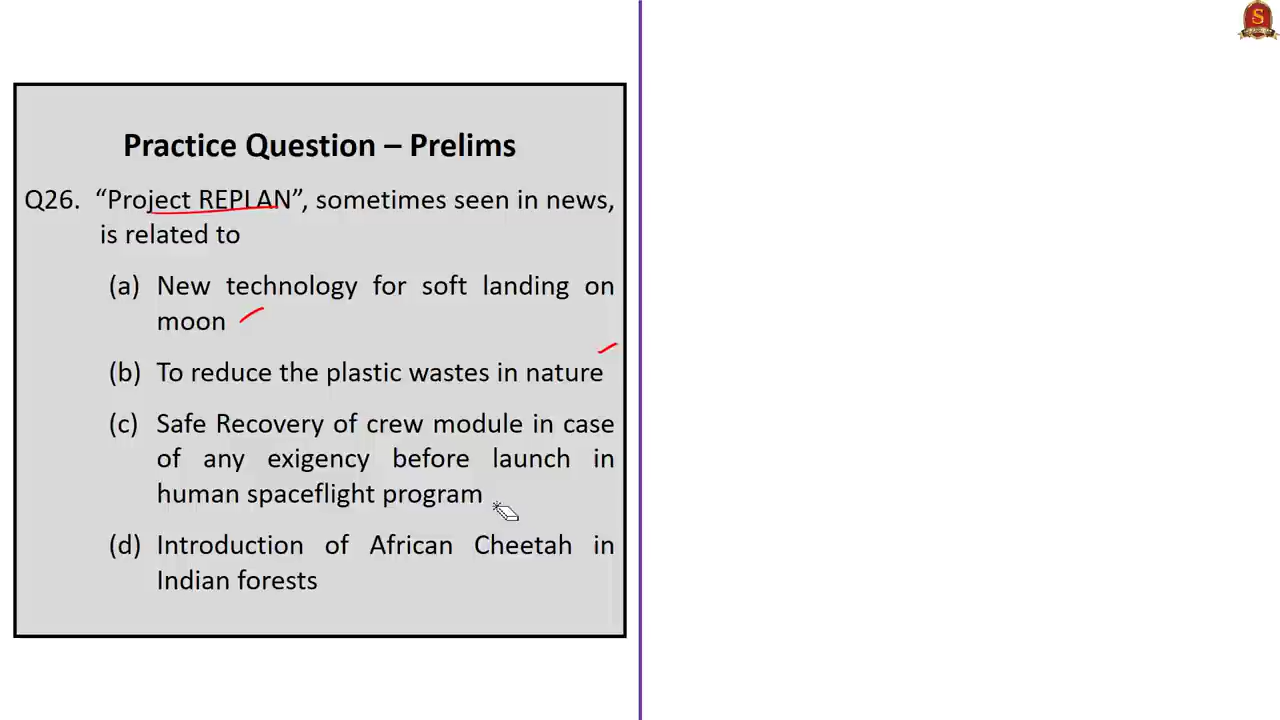 Practice Question – Prelims
Q26. “Project REPLAN”, sometimes seen in news,
is related to
(a) New technology for soft landing on
moon
(b) To reduce the plastic wastes in nature
(c) Safe Recovery of crew module in case
of any exigency before launch in
human spaceflight program
(d) Introduction of African Cheetah in
Indian forests
S